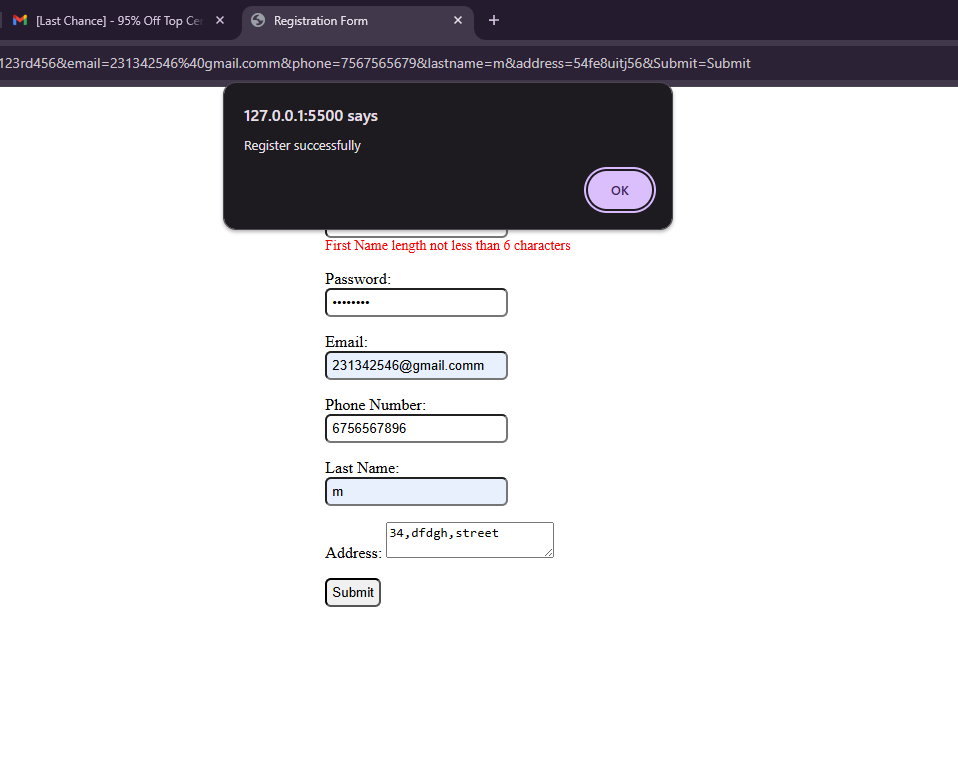 [Last Chance] - 95% Off Top Ce
Registration Form
123rd456&email=231342546%40gmail.comm&phone=7567565679&lastname=m&address=54fe8uitj56&Submit=Submit
127.0.0.1:5500 says
Register successfully
OK
First Name length not less than 6 characters
Password:
••••••••
Email:
231342546@gmail.comm
Phone Number:
6756567896
Last Name:
m
34,dfdgh,street
Address:
Submit